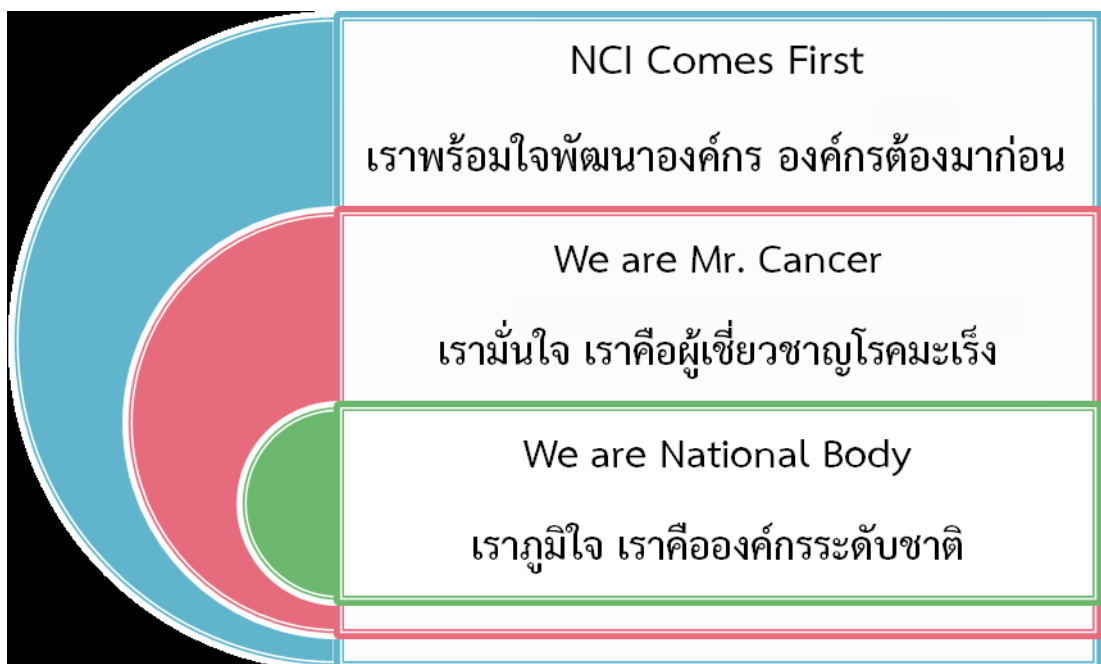 NCI Comes First
เราพร้อมใจพัฒนาองค์กร องค์กรต้องมาก่อน
We are Mr. Cancer
เรามั่นใจ เราคือผู้เชี่ยวชาญโรคมะเร็ง
We are National Body
เราภูมิใจ เราคือองค์กรระดับชาติ